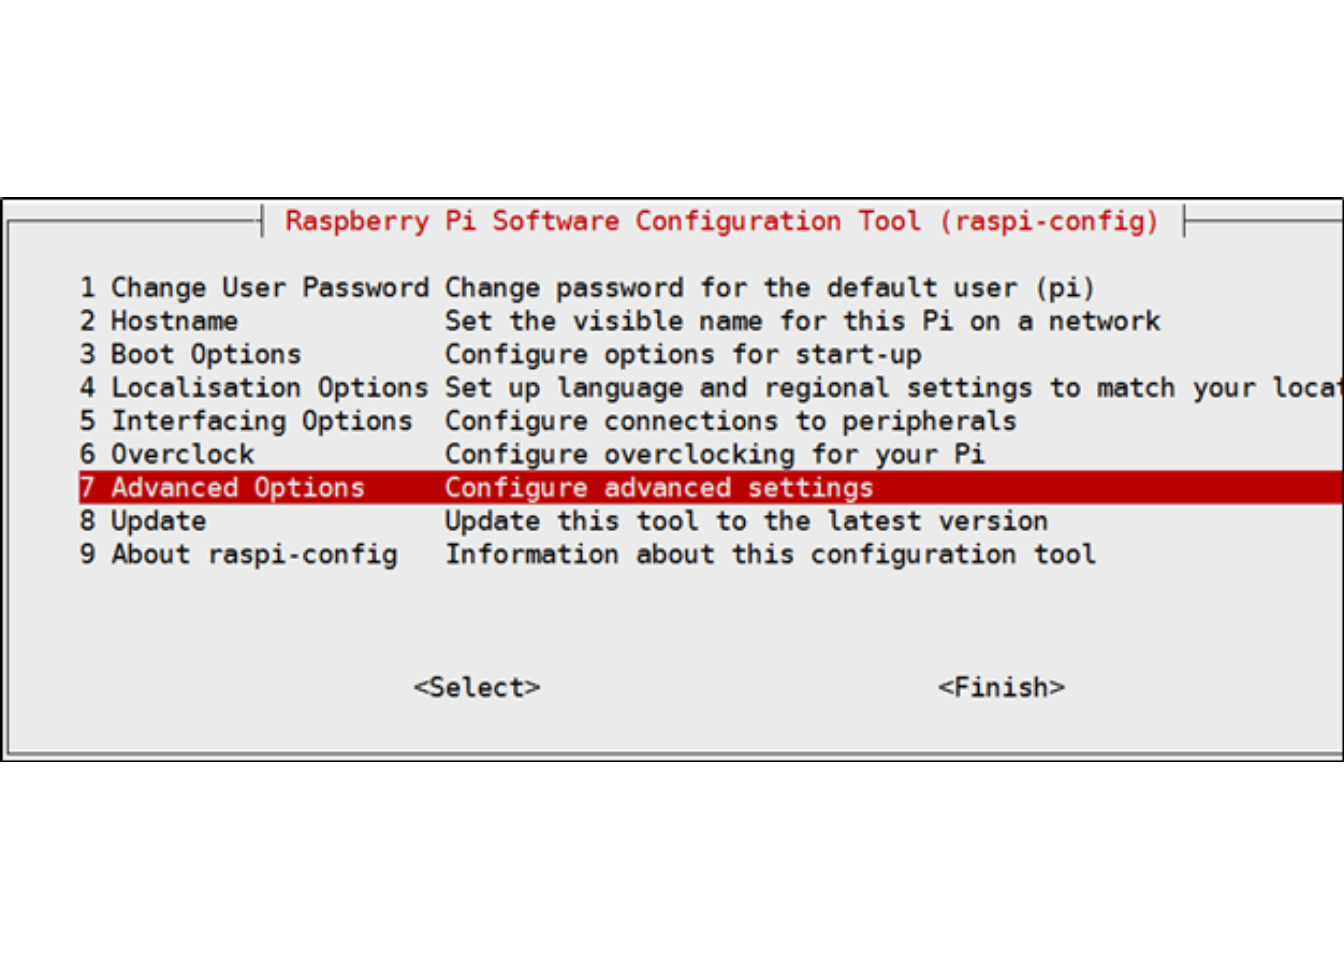 Raspberry Pi Software Configuration Tool (raspi-config)
1 Change User Password Change password for the default user (pi)
2 Hostname Set the visible name for this Pi on a network
3 Boot Options Configure options for start-up
4 Localisation Options Set up language and regional settings to match your locat
5 Interfacing Options Configure connections to peripherals
6 Overclock Configure overclocking for your Pi
7 Advanced Options Configure advanced settings
8 Update Update this tool to the latest version
9 About raspi-config Information about this configuration tool
<Select> <Finish>